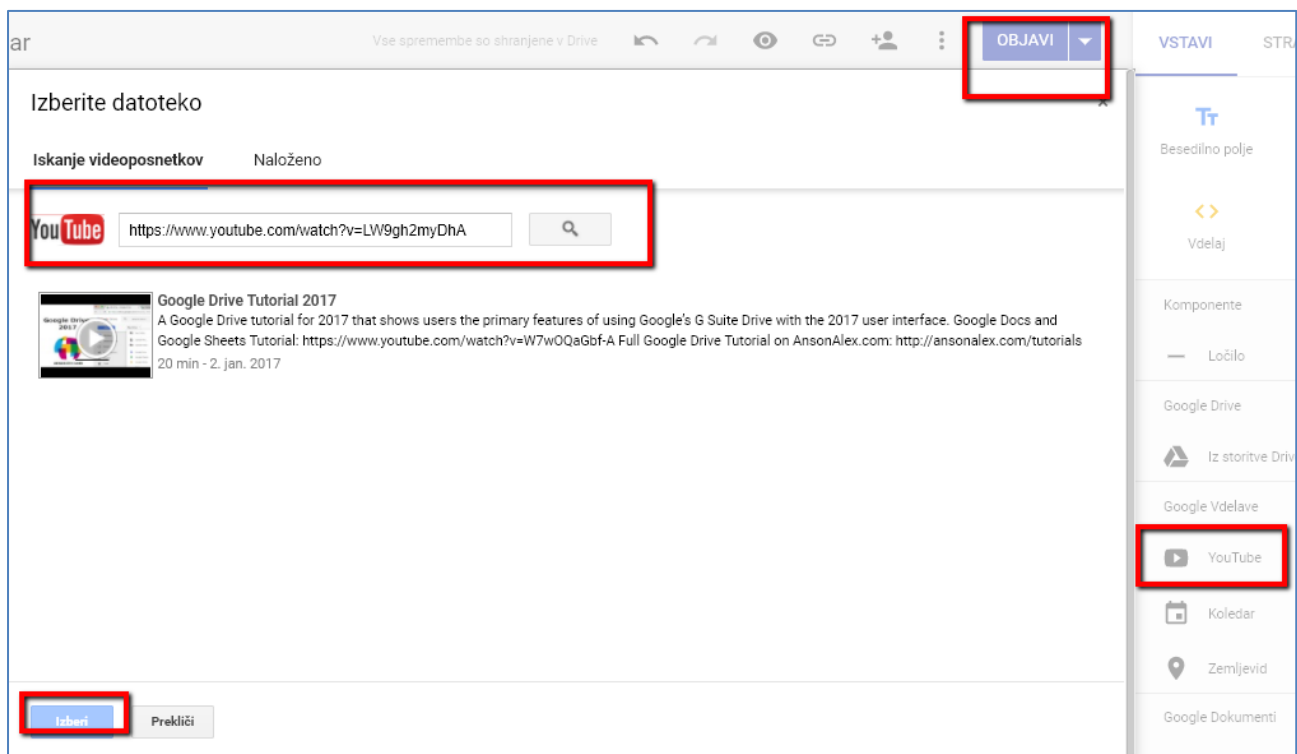 ar
Vse spremembe so shranjene v Drive
OBJAVI
VSTAVI
STRA
Izberite datoteko
×
Iskanje videoposnetkov
Naloženo
YouTube
https://www.youtube.com/watch?v=LW9gh2myDhA
Google Drive Tutorial 2017
A Google Drive tutorial for 2017 that shows users the primary features of using Google's G Suite Drive with the 2017 user interface. Google Docs and
Google Sheets Tutorial: https://www.youtube.com/watch?v=W7wOQaGbf-A Full Google Drive Tutorial on AnsonAlex.com: http://ansonalex.com/tutorials
20 min - 2. jan. 2017
Izberi
Prekliči
Tт
Besedilno polje
Vdelaj
Komponente
Ločilo
Google Drive
Iz storitve Driv
Google Vdelave
YouTube
Koledar
Zemljevid
Google Dokumenti